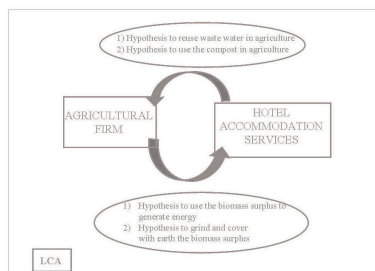 1) Hypothesis to reuse waste water in agriculture
2) Hypothesis to use the compost in agriculture
AGRICULTURAL
FIRM
HOTEL
ACCOMMODATION
SERVICES
1) Hypothesis to use the biomass surplus to
generate energy
2) Hypothesis to grind and cover
with earth the biomass surplus
LCA